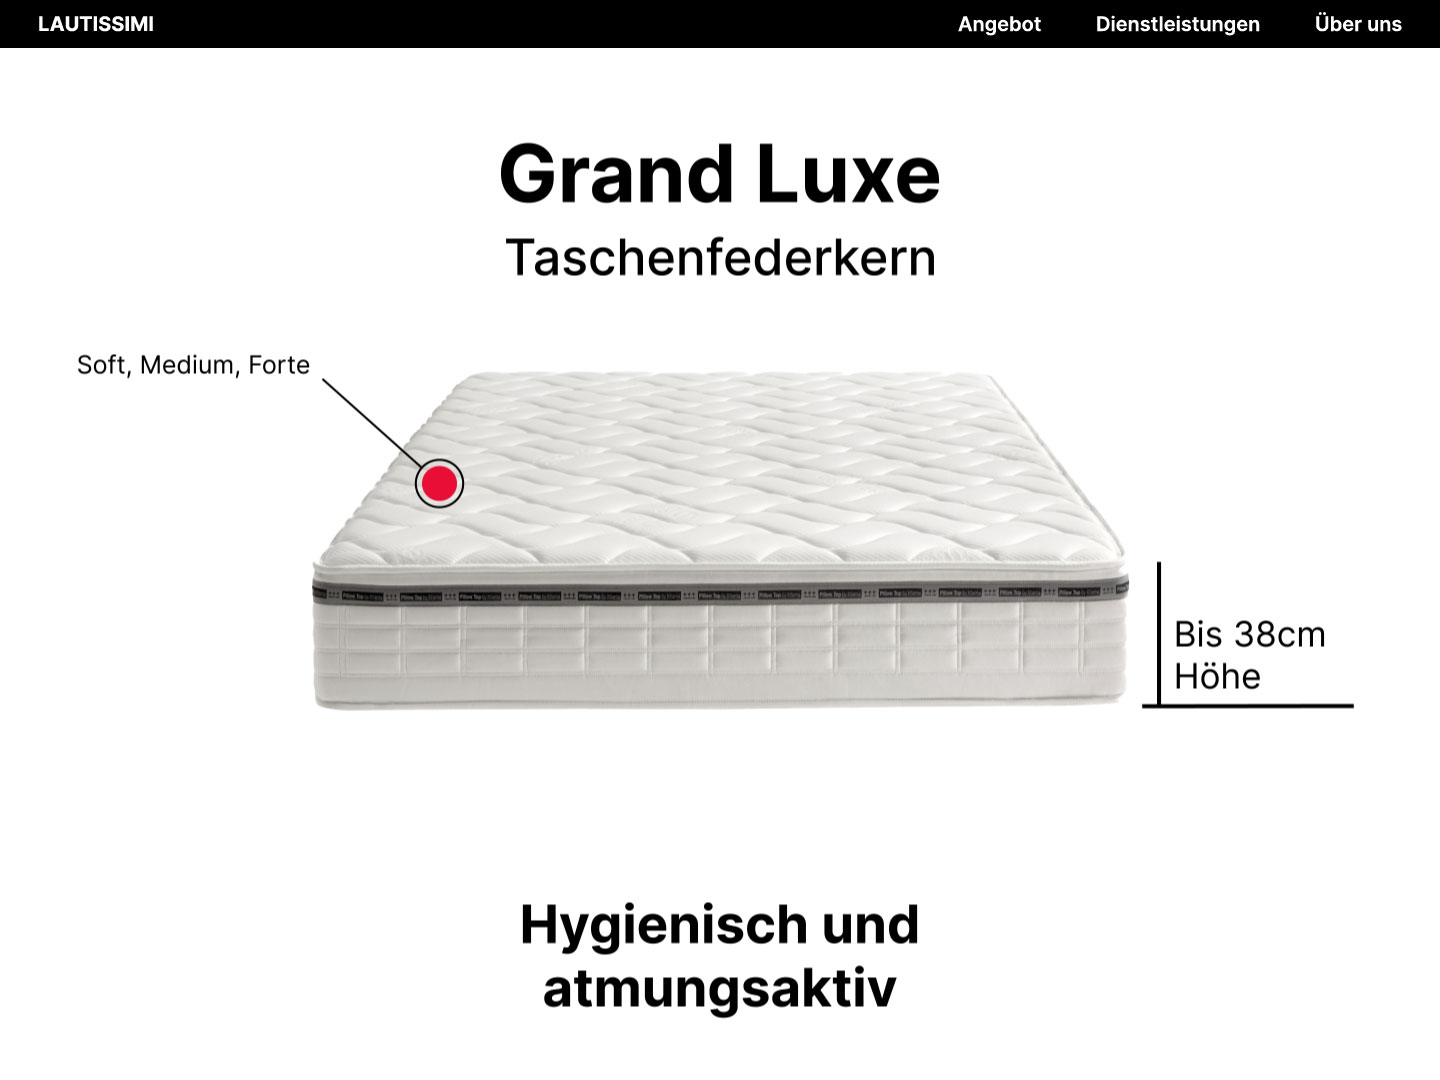 LAUTISSIMI
Angebot Dienstleistungen Über uns
Grand Luxe
Taschenfederkern
Soft, Medium, Forte
Bis 38cm
Höhe
Hygienisch und
atmungsaktiv